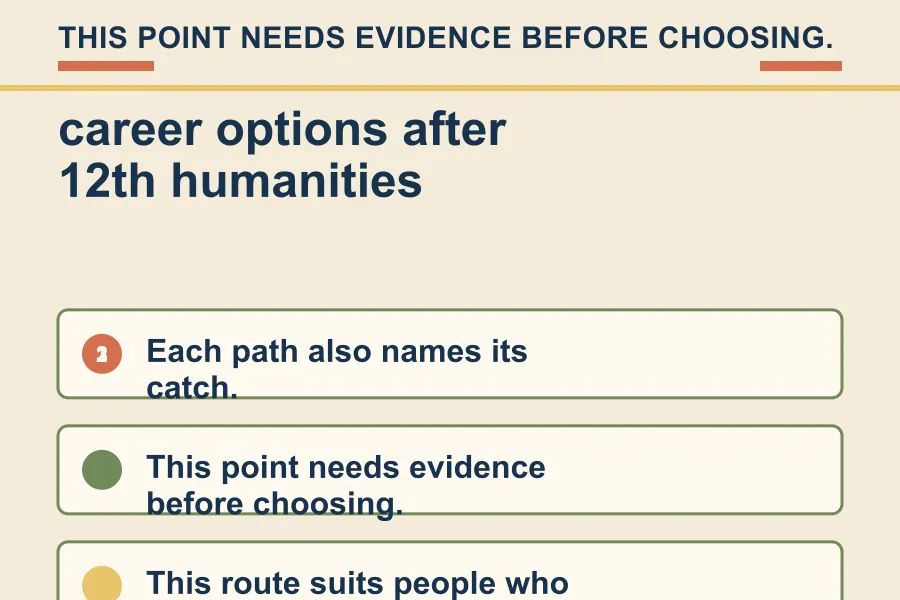 THIS POINT NEEDS EVIDENCE BEFORE CHOOSING.
career options after
12th humanities
Each path also names its
catch.
This point needs evidence
before choosing.
This route suits people who